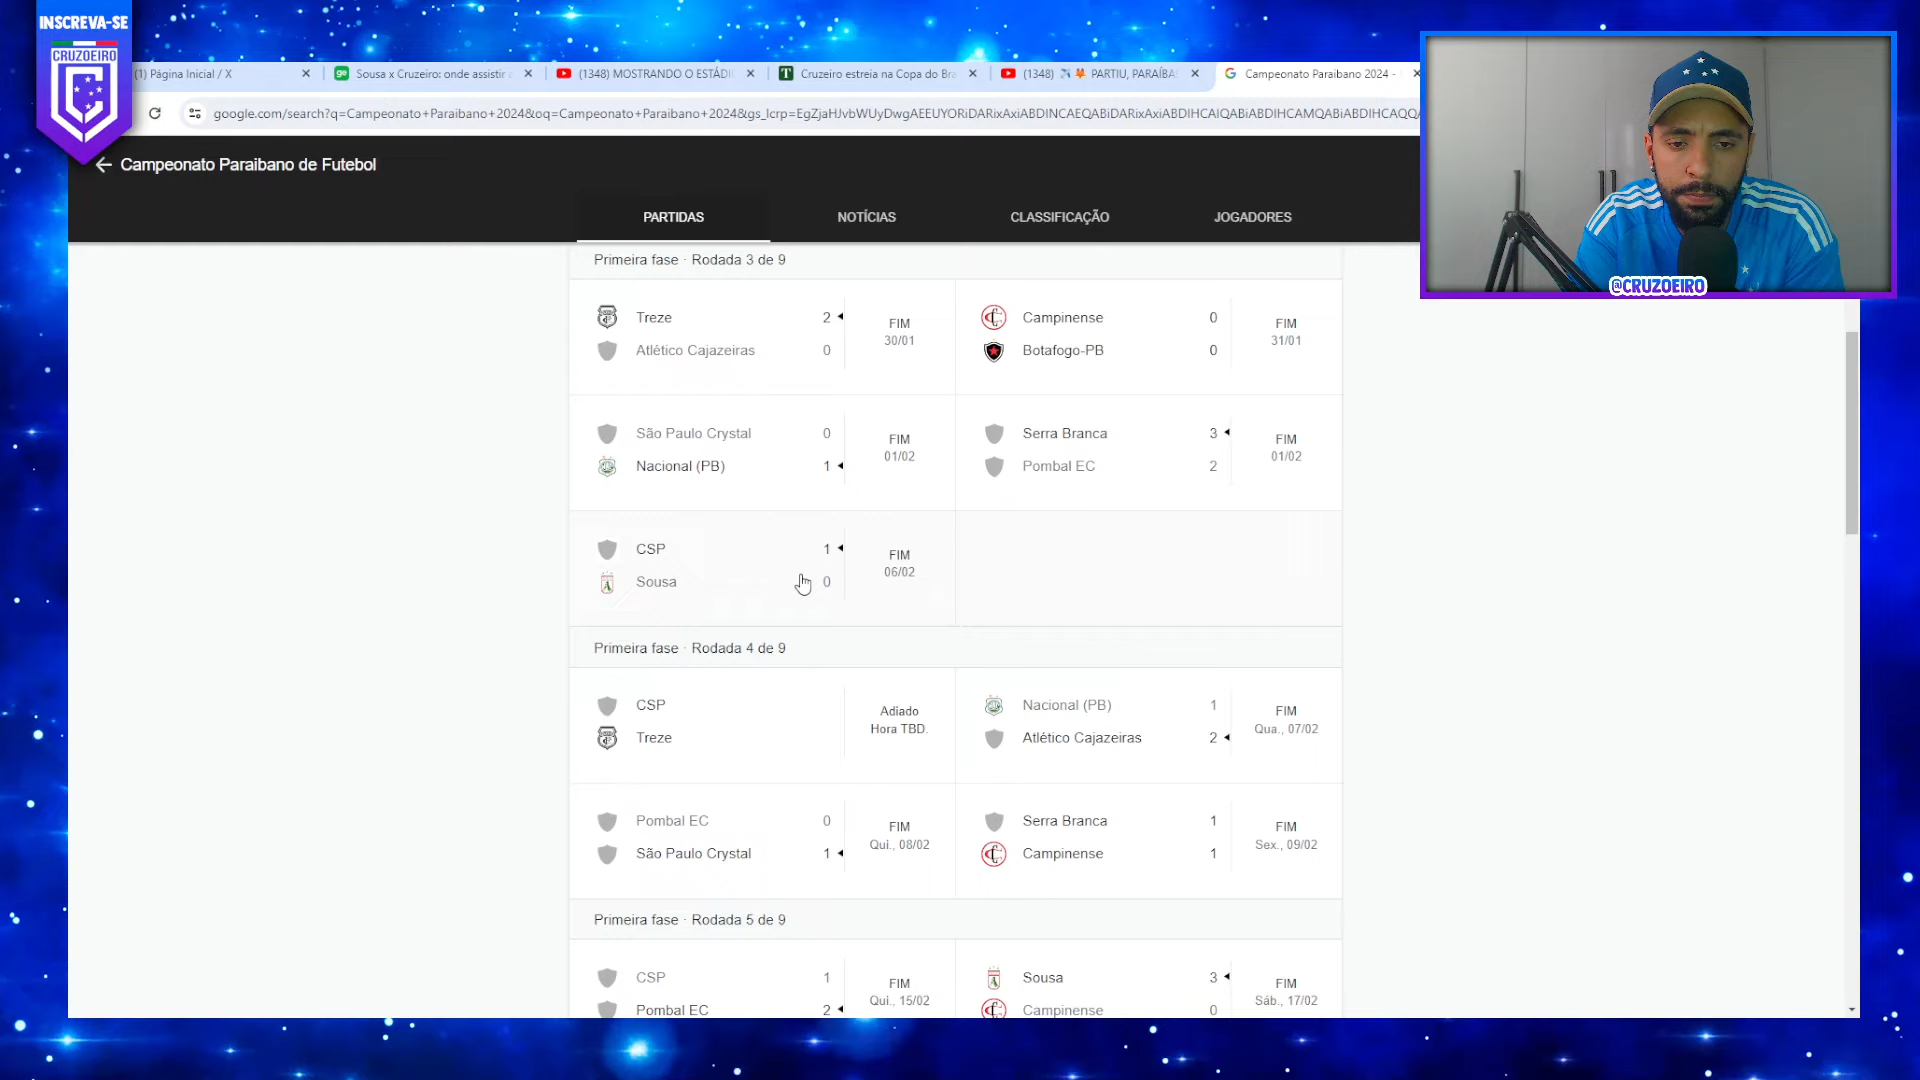 INSCREVA-SE
CRUZOEIRO
(1) Página Inicial / X
ge Sousa x Cruzeiro: onde assistir
(1348) MOSTRANDO O ESTÁDI
T Cruzeiro estreia na Copa do Bra
(1348) PARTIU, PARAÍBA
Campeonato Paraibano 2024 -
google.com/search?q=Campeonato+Paraibano+2024&oq=Campeonato+Paraibano+2024&gs_lcrp=EgZjaHJvbWUyDwgAEEUYORiDARixAxiABDINCAEQABiDARixAxiABDIHCAIQABiABDIHCAMQABiABDIHCAQQA
@CRUZOEIRO
Campeonato Paraibano de Futebol
PARTIDAS NOTÍCIAS CLASSIFICAÇÃO JOGADORES
Primeira fase · Rodada 3 de 9
Treze 2
Atlético Cajazeiras 0
FIM
30/01
Campinense 0
Botafogo-PB 0
FIM
31/01
São Paulo Crystal 0
Nacional (PB) 1
FIM
01/02
Serra Branca 3
Pombal EC 2
FIM
01/02
CSP 1
Sousa 0
FIM
06/02
Primeira fase · Rodada 4 de 9
CSP
Treze
Adiado
Hora TBD.
Nacional (PB) 1
Atlético Cajazeiras 2
FIM
Qua., 07/02
Pombal EC 0
São Paulo Crystal 1
FIM
Qui., 08/02
Serra Branca 1
Campinense 1
FIM
Sex., 09/02
Primeira fase · Rodada 5 de 9
CSP 1
Pombal EC 2
FIM
Qui., 15/02
Sousa 3
Campinense 0
FIM
Sáb., 17/02